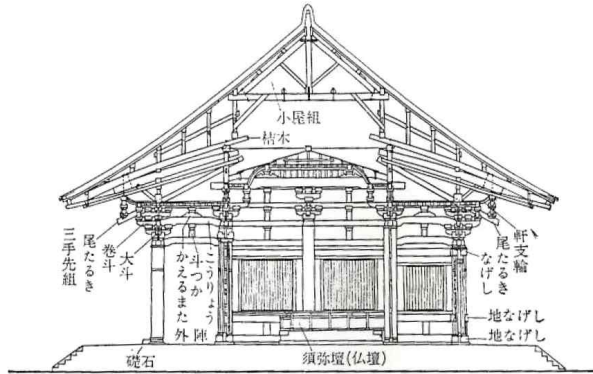 小屋組
桔木
三手先組
尾たるき
巻斗
大斗
かえるまた
斗つか
こうりょう
外陣
軒支輪
尾たるき
なげし
地なげし
地なげし
礎石
須弥壇(仏壇)